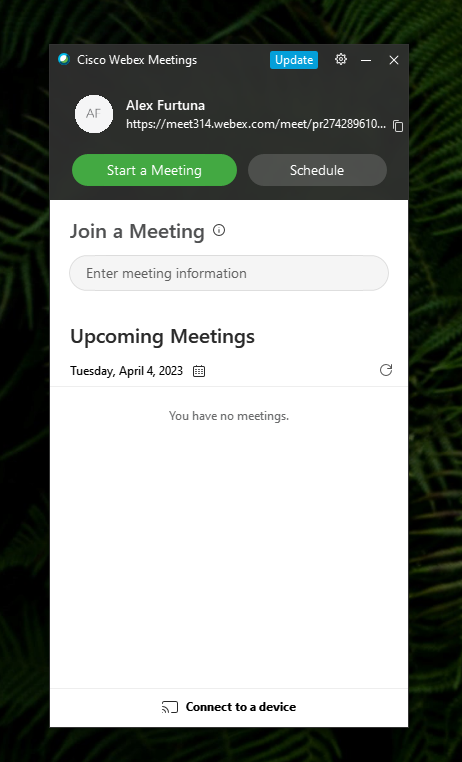 Cisco Webex Meetings
Update
AF
Alex Furtuna
https://meet314.webex.com/meet/pr274289610...
Start a Meeting
Schedule
Join a Meeting
Enter meeting information
Upcoming Meetings
Tuesday, April 4, 2023
You have no meetings.
Connect to a device